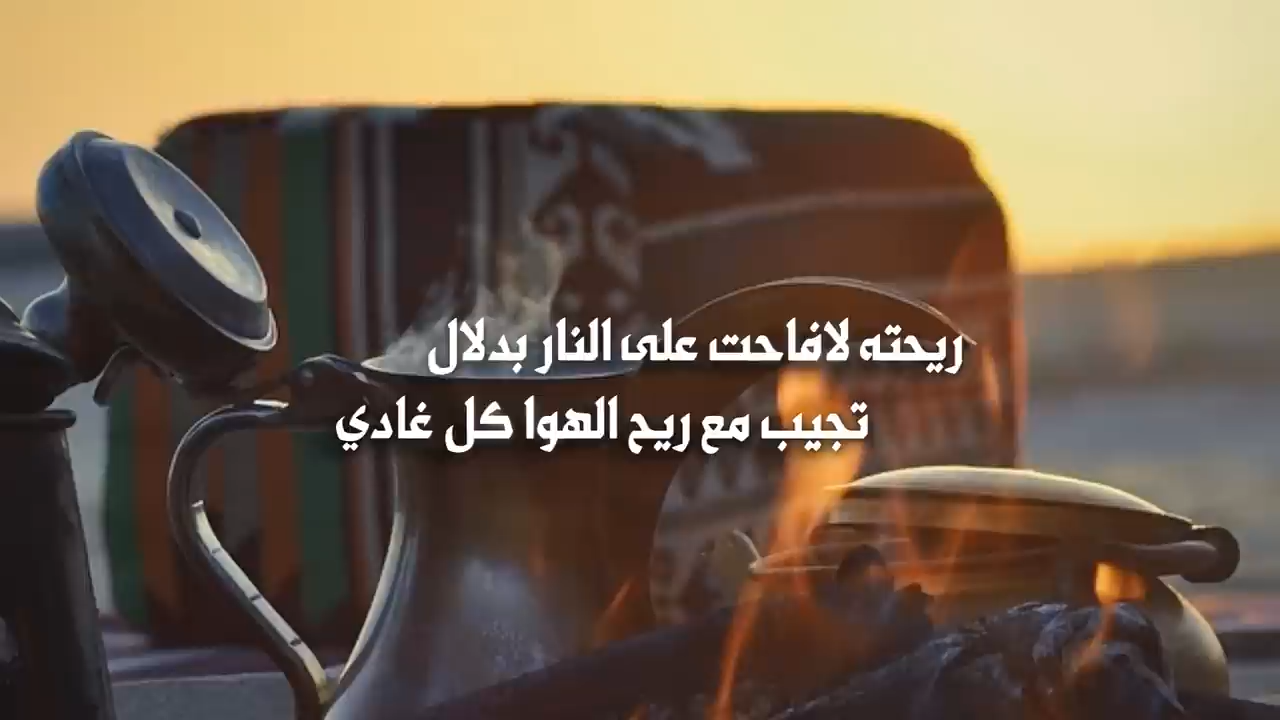 ريحته لافاحت على النار بدلال
تجيب مع ريح الهوا كل غادي